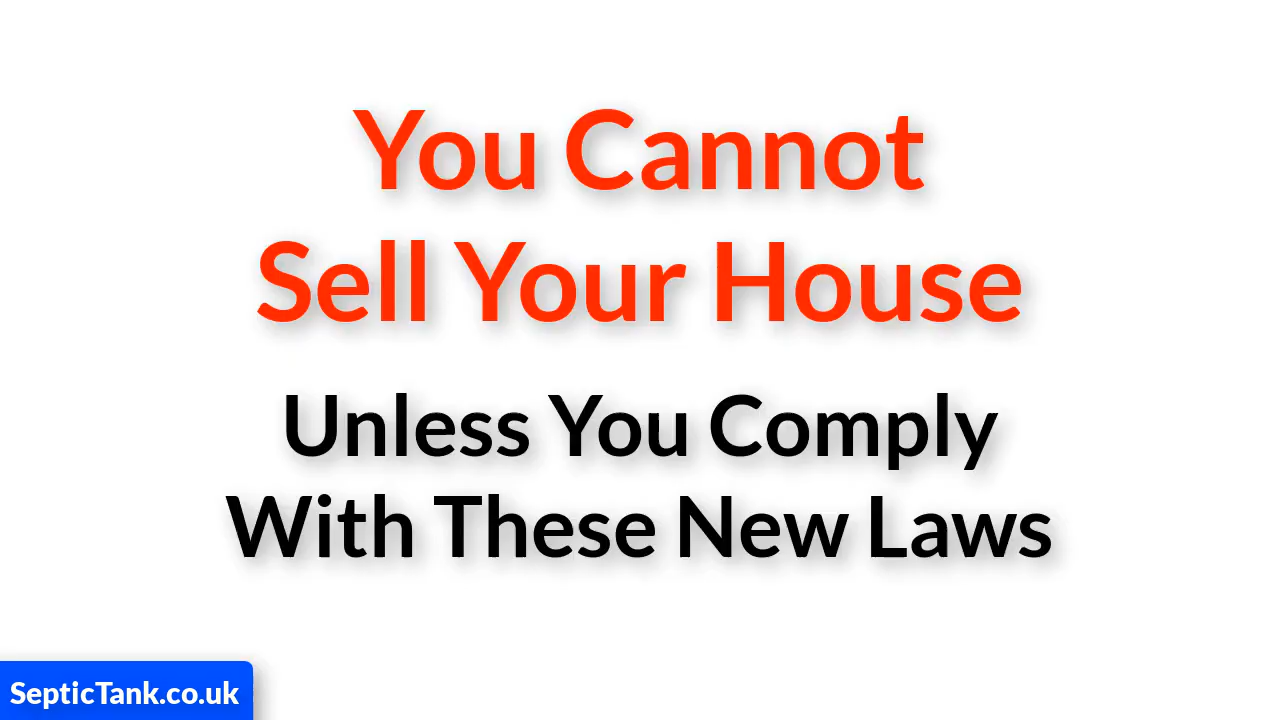 You Cannot
Sell Your House
Unless You Comply
With These New Laws
SepticTank.co.uk